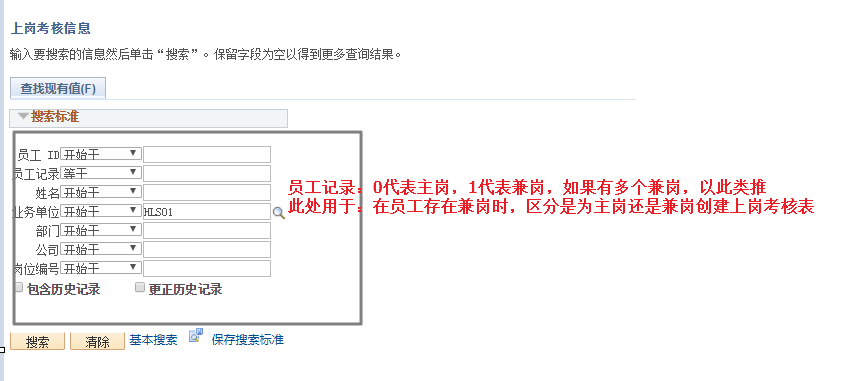 上岗考核信息
输入要搜索的信息然后单击“搜索”。保留字段为空以得到更多查询结果。
查找现有值(F)
搜索标准
员工 ID 开始于
员工记录 等于
姓名 开始于
业务单位 开始于 HLS01
部门 开始于
公司 开始于
岗位编号 开始于
包含历史记录 更正历史记录
员工记录：0代表主岗，1代表兼岗，如果有多个兼岗，以此类推
此处用于：在员工存在兼岗时，区分是为主岗还是兼岗创建上岗考核表
搜索 清除 基本搜索 保存搜索标准